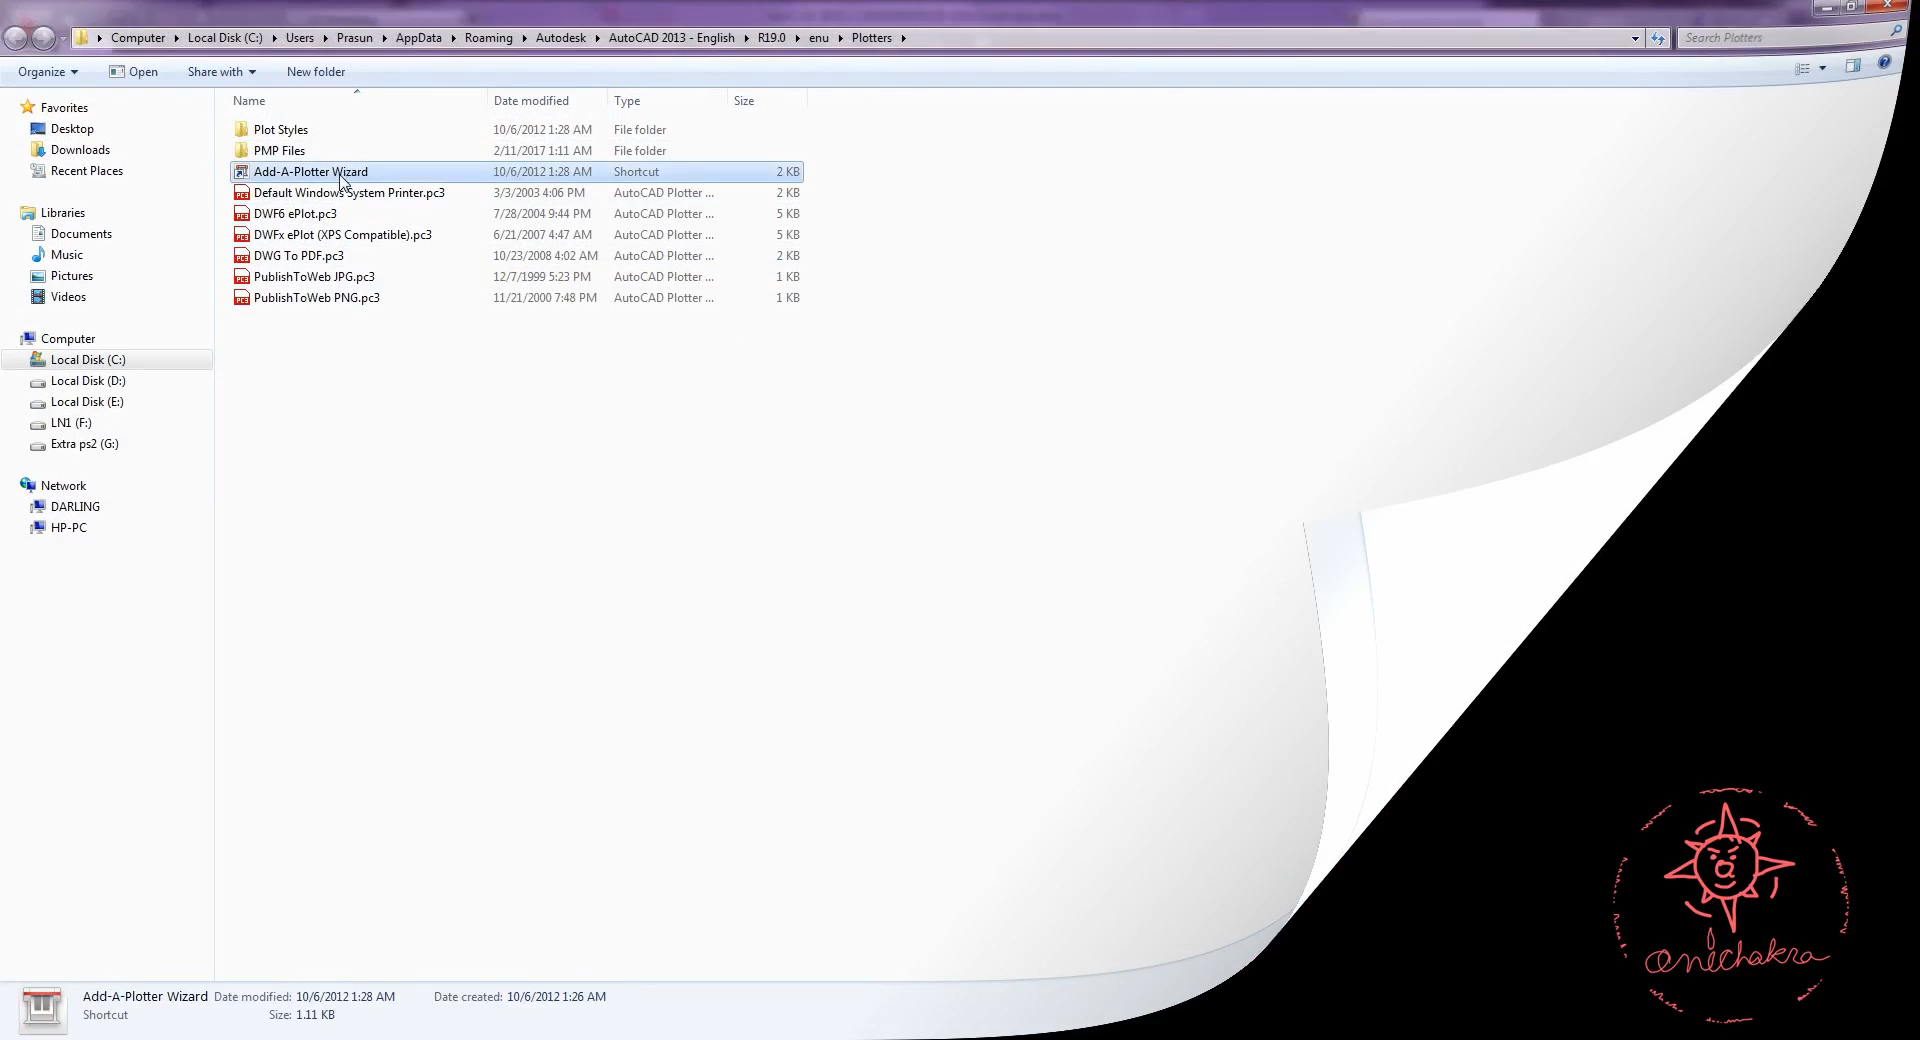 Computer Local Disk (C:) Users Prasun AppData Roaming Autodesk AutoCAD 2013 - English R19.0 enu Plotters Search Plotters
Organize Open Share with New folder
Name Date modified Type Size
Favorites
Desktop
Downloads
Recent Places
Libraries
Documents
Music
Pictures
Videos
Computer
Local Disk (C:)
Local Disk (D:)
Local Disk (E:)
LN1 (F:)
Extra ps2 (G:)
Network
DARLING
HP-PC
Plot Styles 10/6/2012 1:28 AM File folder
PMP Files 2/11/2017 1:11 AM File folder
Add-A-Plotter Wizard 10/6/2012 1:28 AM Shortcut 2 KB
Default Windows System Printer.pc3 3/3/2003 4:06 PM AutoCAD Plotter ... 2 KB
DWF6 ePlot.pc3 7/28/2004 9:44 PM AutoCAD Plotter ... 5 KB
DWFx ePlot (XPS Compatible).pc3 6/21/2007 4:47 AM AutoCAD Plotter ... 5 KB
DWG To PDF.pc3 10/23/2008 4:02 AM AutoCAD Plotter ... 2 KB
PublishToWeb JPG.pc3 12/7/1999 5:23 PM AutoCAD Plotter ... 1 KB
PublishToWeb PNG.pc3 11/21/2000 7:48 PM AutoCAD Plotter ... 1 KB
Add-A-Plotter Wizard Date modified: 10/6/2012 1:28 AM Date created: 10/6/2012 1:26 AM
Shortcut Size: 1.11 KB
onichakra